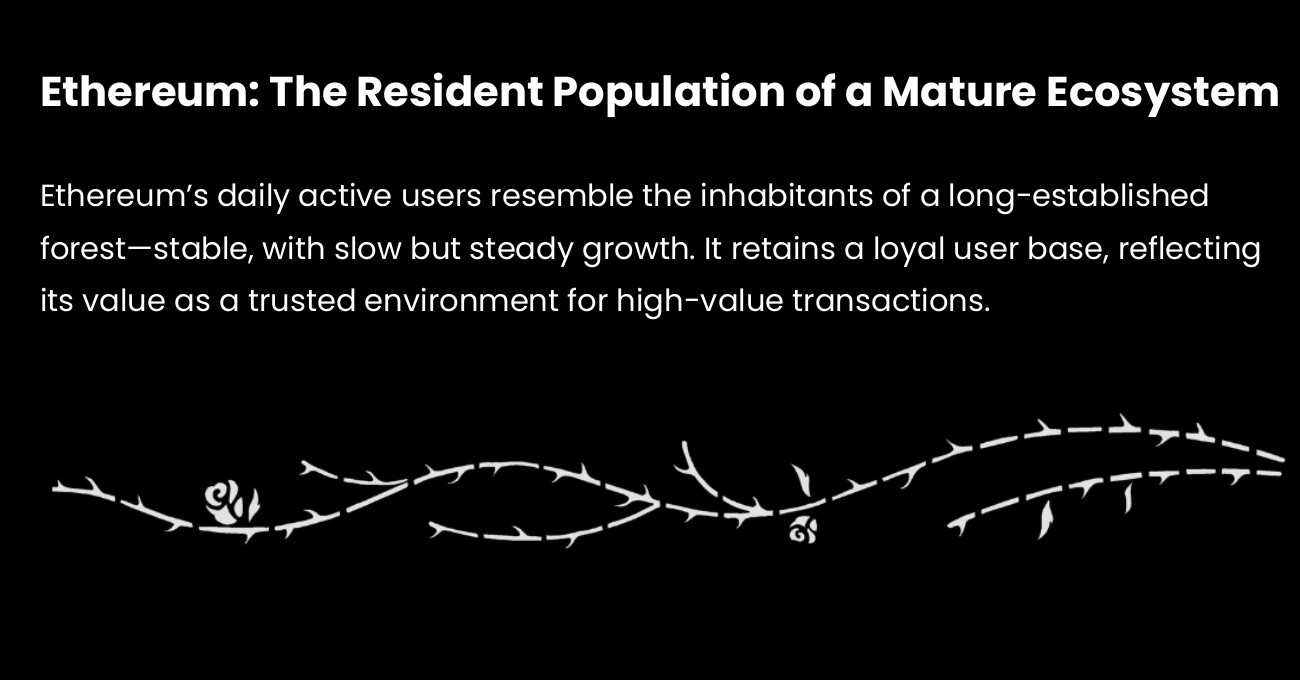 Ethereum: The Resident Population of a Mature Ecosystem
Ethereum’s daily active users resemble the inhabitants of a long-established
forest—stable, with slow but steady growth. It retains a loyal user base, reflecting
its value as a trusted environment for high-value transactions.